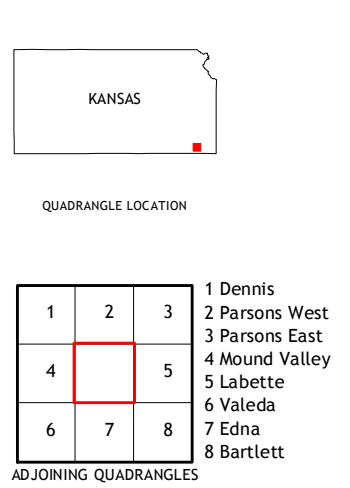 KANSAS
QUADRANGLE LOCATION
1 2 3
4 5
6 7 8
1 Dennis
2 Parsons West
3 Parsons East
4 Mound Valley
5 Labette
6 Valeda
7 Edna
8 Bartlett
ADJOINING QUADRANGLES